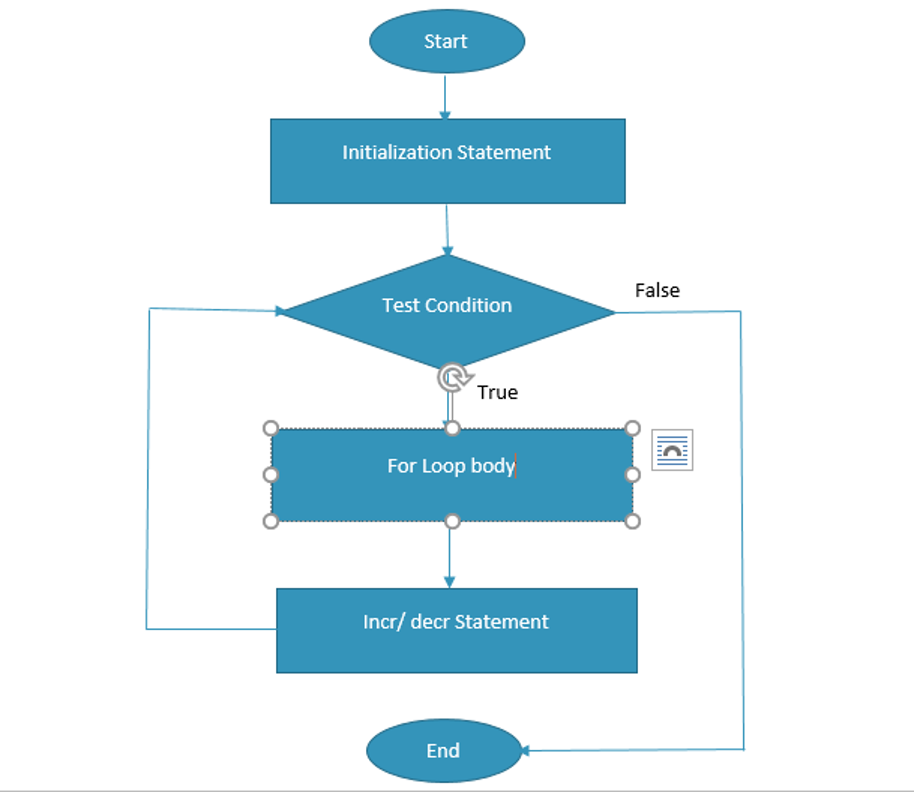 Start
Initialization Statement
Test Condition
False
True
For Loop body
Incr/ decr Statement
End